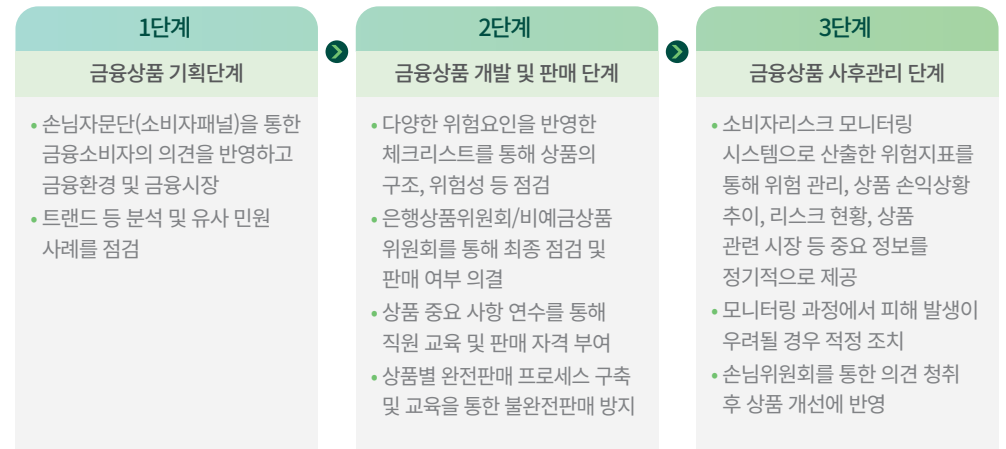 1단계
금융상품 기획단계
• 손님자문단(소비자패널)을 통한
금융소비자의 의견을 반영하고
금융환경 및 금융시장
• 트랜드 등 분석 및 유사 민원
사례를 점검
2단계
금융상품 개발 및 판매 단계
• 다양한 위험요인을 반영한
체크리스트를 통해 상품의
구조, 위험성 등 점검
• 은행상품위원회/비예금상품
위원회를 통해 최종 점검 및
판매 여부 의결
• 상품 중요 사항 연수를 통해
직원 교육 및 판매 자격 부여
• 상품별 완전판매 프로세스 구축
및 교육을 통한 불완전판매 방지
3단계
금융상품 사후관리 단계
• 소비자리스크 모니터링
시스템으로 산출한 위험지표를
통해 위험 관리, 상품 손익상황
추이, 리스크 현황, 상품
관련 시장 등 중요 정보를
정기적으로 제공
• 모니터링 과정에서 피해 발생이
우려될 경우 적정 조치
• 손님위원회를 통한 의견 청취
후 상품 개선에 반영